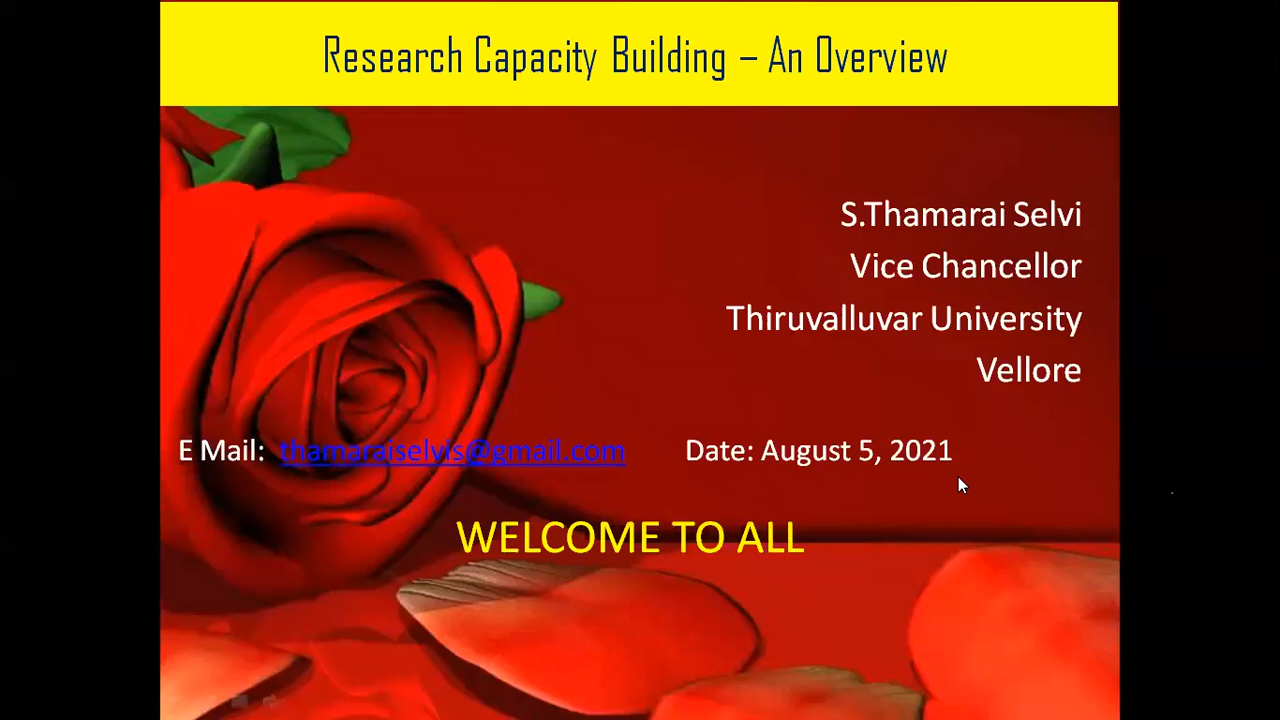 Research Capacity Building – An Overview
S.Thamarai Selvi
Vice Chancellor
Thiruvalluvar University
Vellore
E Mail: thamaraiselvis@gmail.com Date: August 5, 2021
WELCOME TO ALL